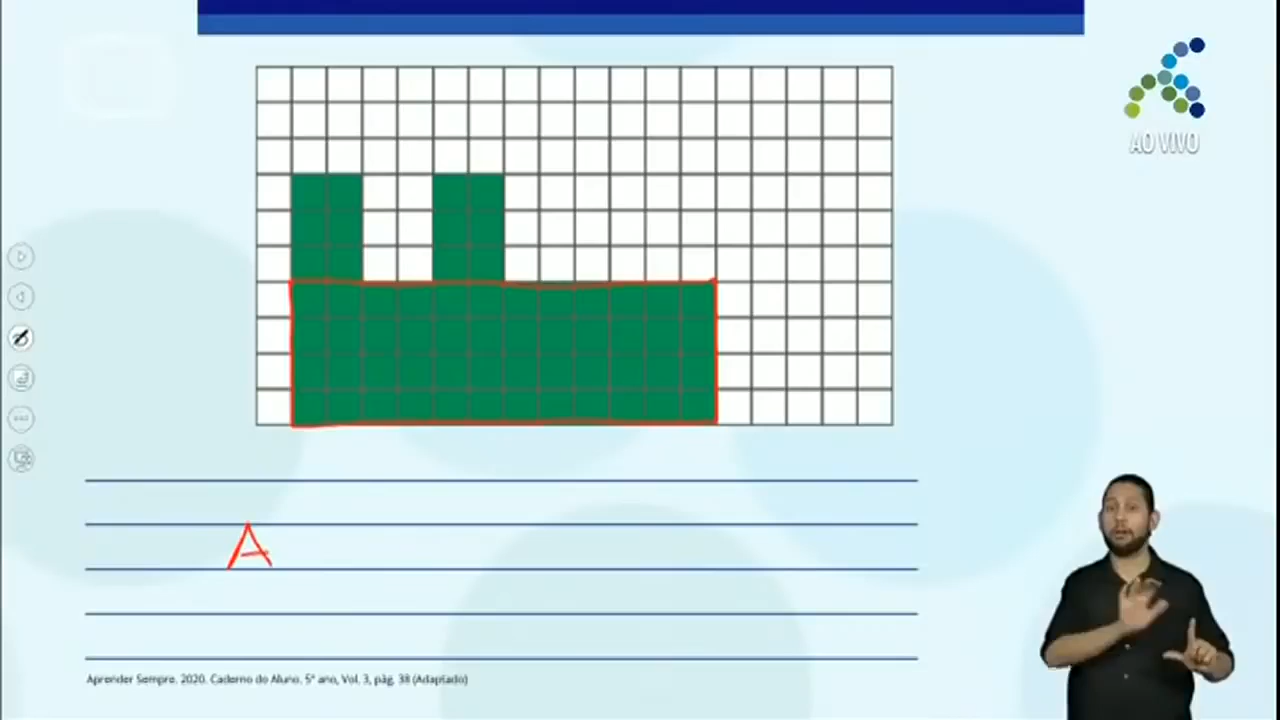 AO VIVO
A
Aprender Sempre. 2020. Caderno do Aluno. 5º ano, Vol. 3, pág. 38 (Adaptado)